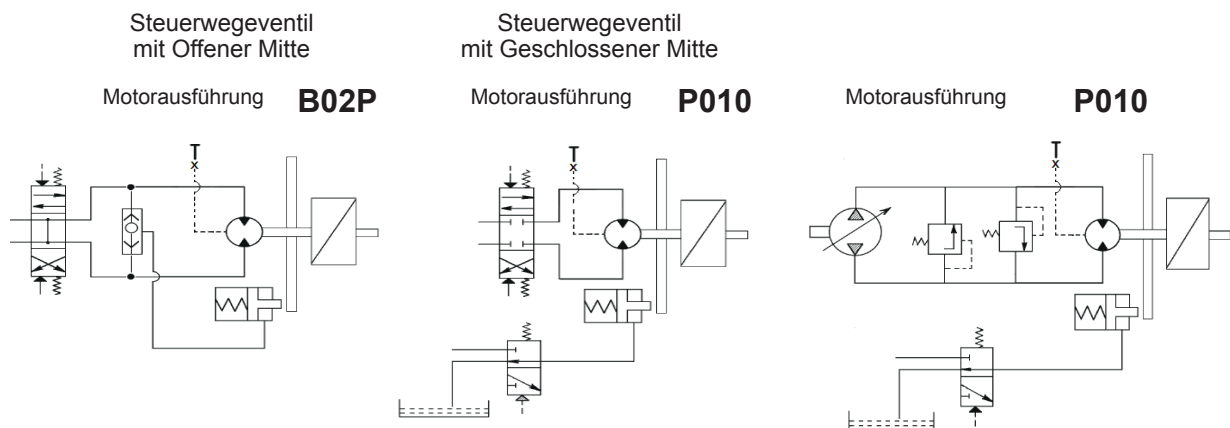 Steuerwegeventil
mit Offener Mitte
Steuerwegeventil
mit Geschlossener Mitte
Motorausführung B02P
Motorausführung P010
Motorausführung P010
T
x
T
x
T
x